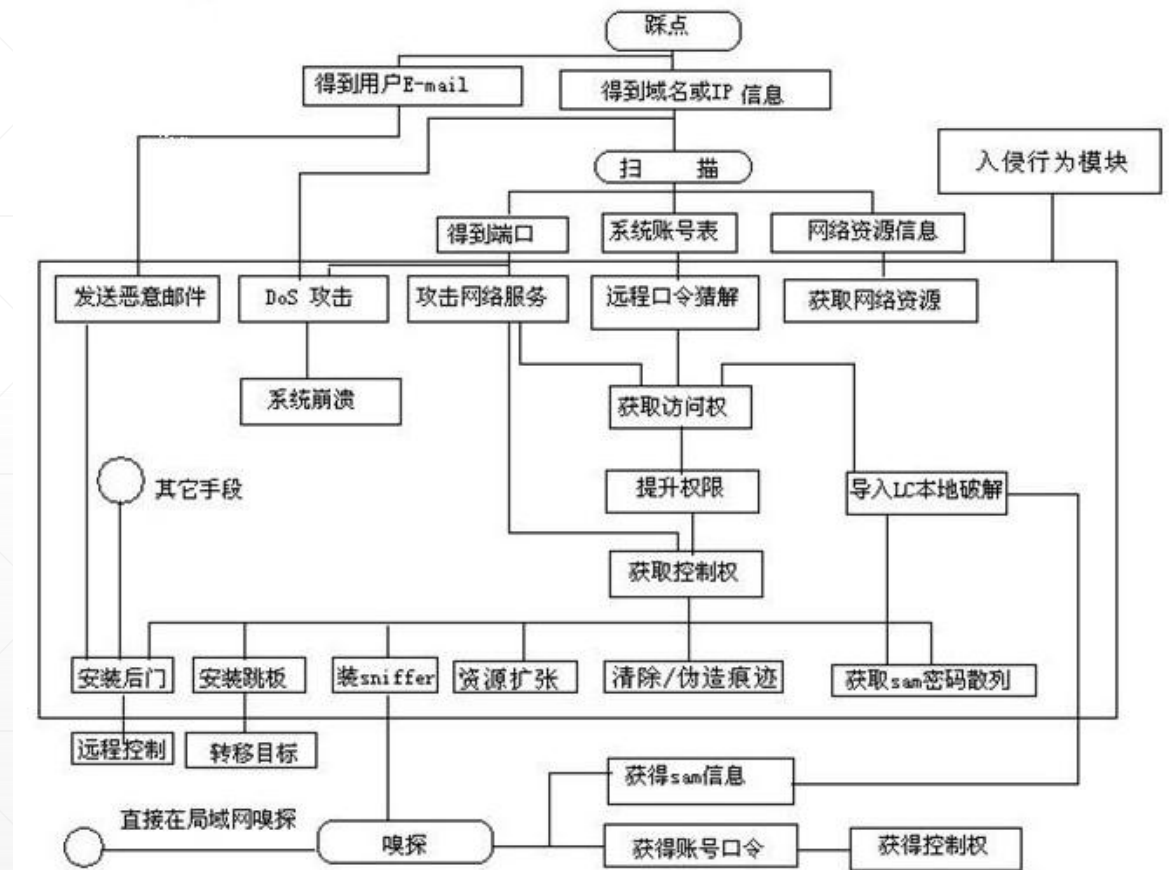 踩点
得到用户E-mail
得到域名或IP 信息
扫 描
入侵行为模块
得到端口
系统账号表
网络资源信息
发送恶意邮件
DoS 攻击
攻击网络服务
远程口令猜解
获取网络资源
系统崩溃
获取访问权
其它手段
提升权限
导入LC本地破解
获取控制权
安装后门
安装跳板
装sniffer
资源扩张
清除/伪造痕迹
获取sam密码散列
远程控制
转移目标
获得sam信息
直接在局域网嗅探
嗅探
获得账号口令
获得控制权